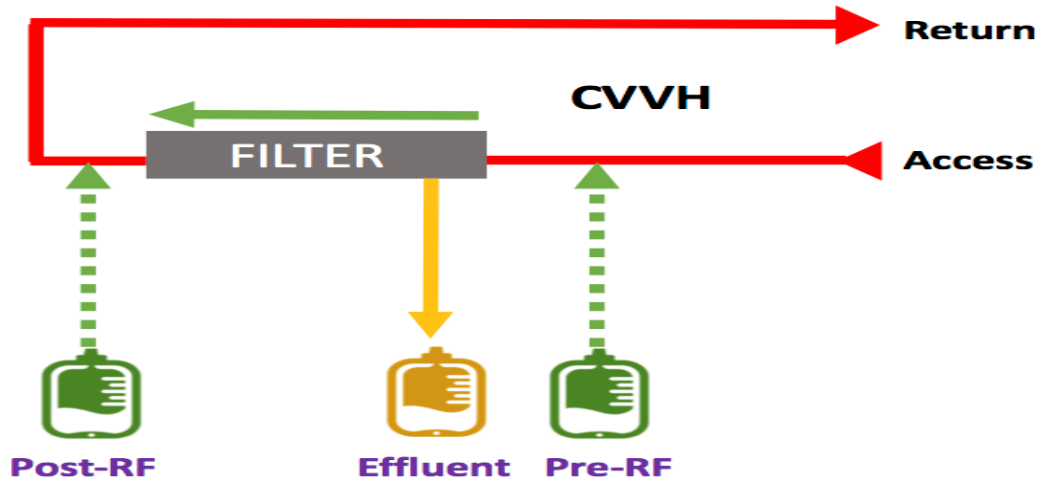 Return
CVVH
FILTER
Access
Post-RF
Effluent
Pre-RF